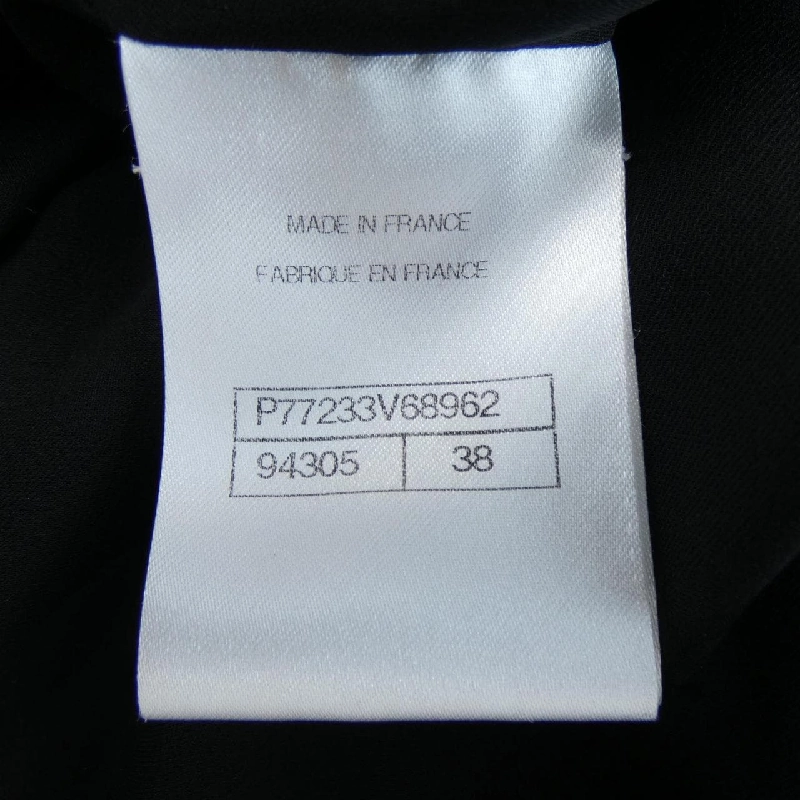 MADE IN FRANCE
FABRIQUE EN FRANCE
P77233V68962
94305 38